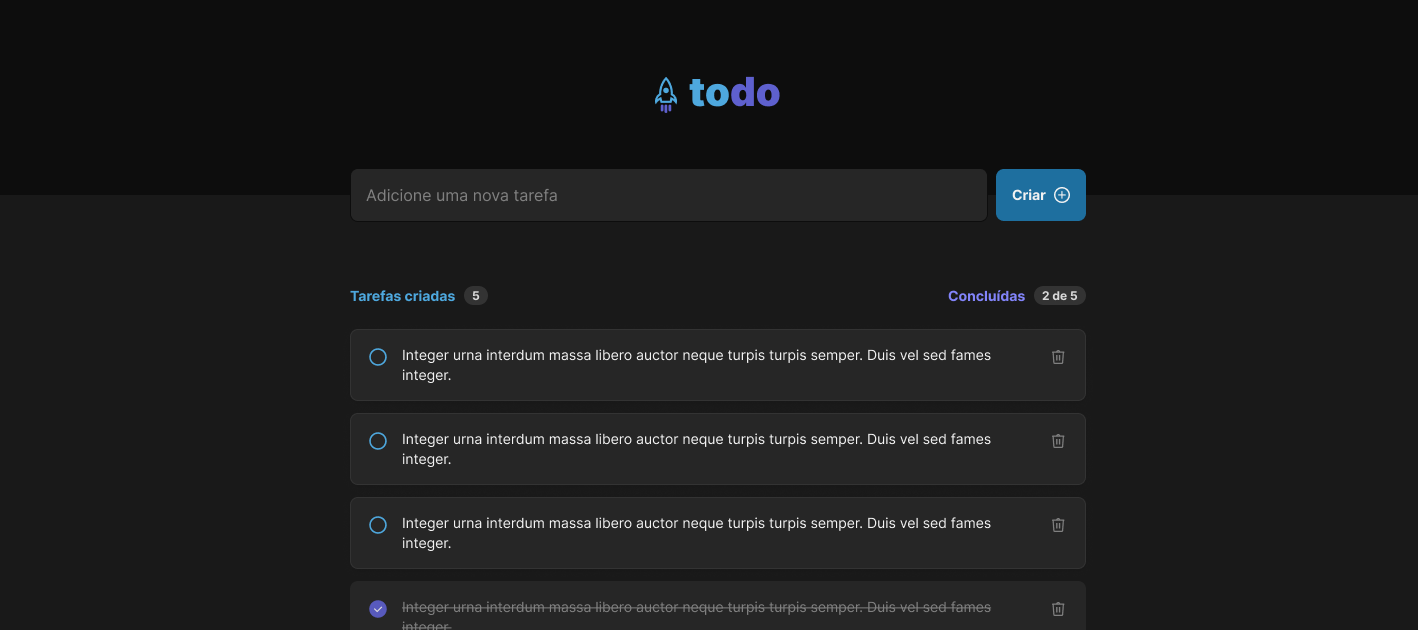 todo
Adicione uma nova tarefa
Criar
Tarefas criadas 5
Concluídas 2 de 5
Integer urna interdum massa libero auctor neque turpis turpis semper. Duis vel sed fames
integer.
Integer urna interdum massa libero auctor neque turpis turpis semper. Duis vel sed fames
integer.
Integer urna interdum massa libero auctor neque turpis turpis semper. Duis vel sed fames
integer.
Integer urna interdum massa libero auctor neque turpis turpis semper. Duis vel sed fames
integer.